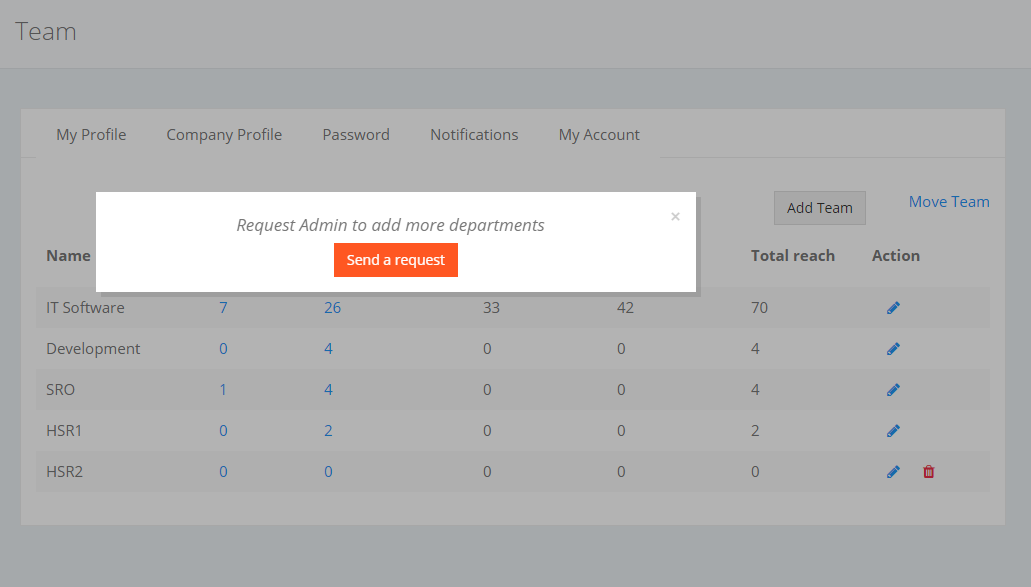 Team
My Profile Company Profile Password Notifications My Account
Add Team Move Team
Request Admin to add more departments ×
Send a request
Name Total reach Action
IT Software 7 26 33 42 70
Development 0 4 0 0 4
SRO 1 4 0 0 4
HSR1 0 2 0 0 2
HSR2 0 0 0 0 0